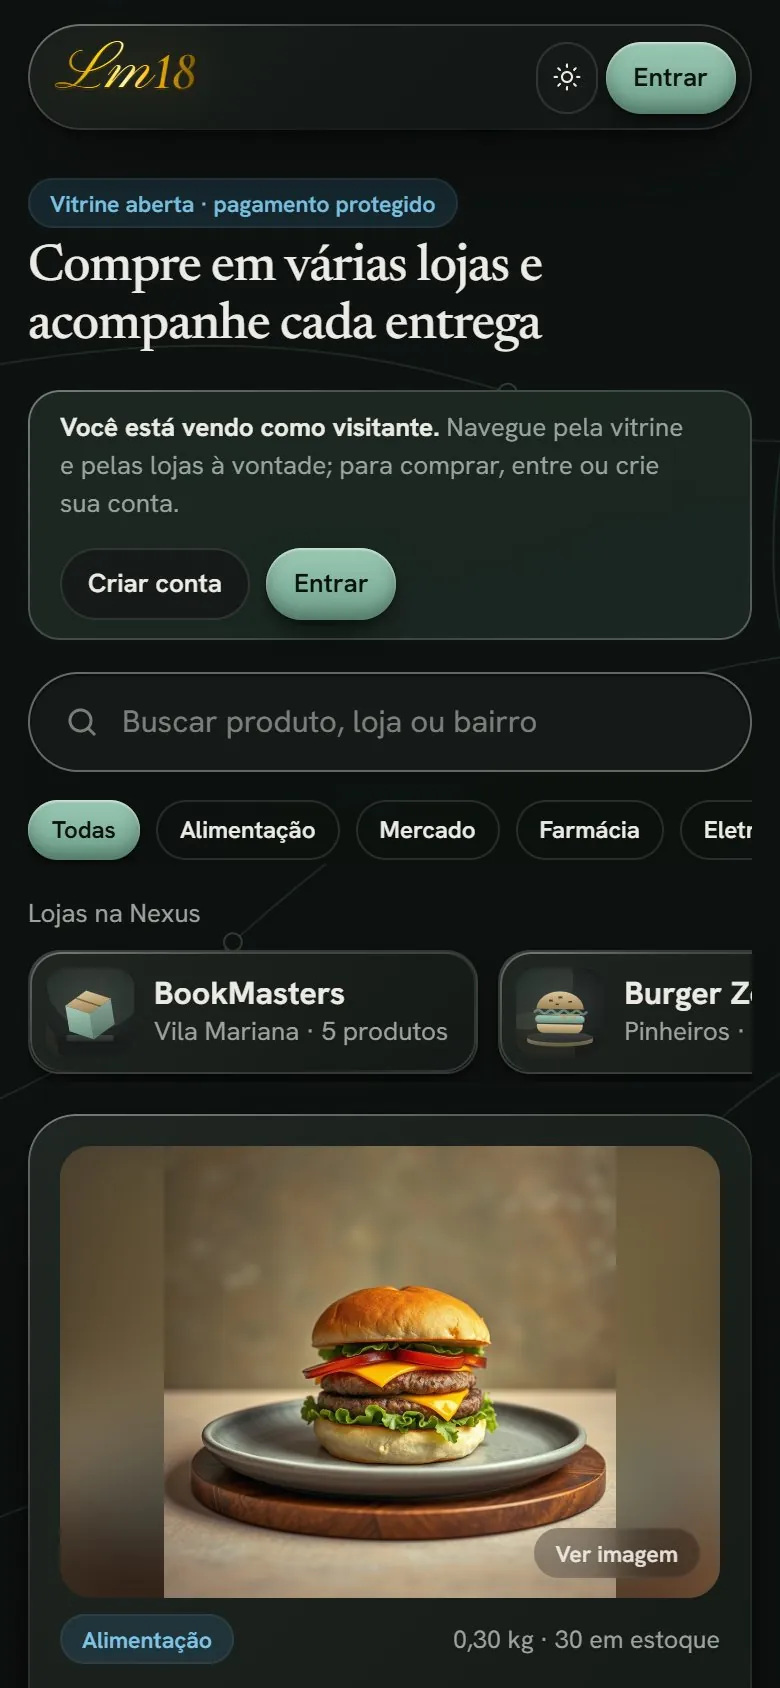 Lm18
Entrar
Vitrine aberta · pagamento protegido
Compre em várias lojas e
acompanhe cada entrega
Você está vendo como visitante. Navegue pela vitrine
e pelas lojas à vontade; para comprar, entre ou crie
sua conta.
Criar conta
Entrar
Buscar produto, loja ou bairro
Todas
Alimentação
Mercado
Farmácia
Eletr
Lojas na Nexus
BookMasters
Vila Mariana · 5 produtos
Burger Z
Pinheiros ·
Ver imagem
Alimentação
0,30 kg · 30 em estoque